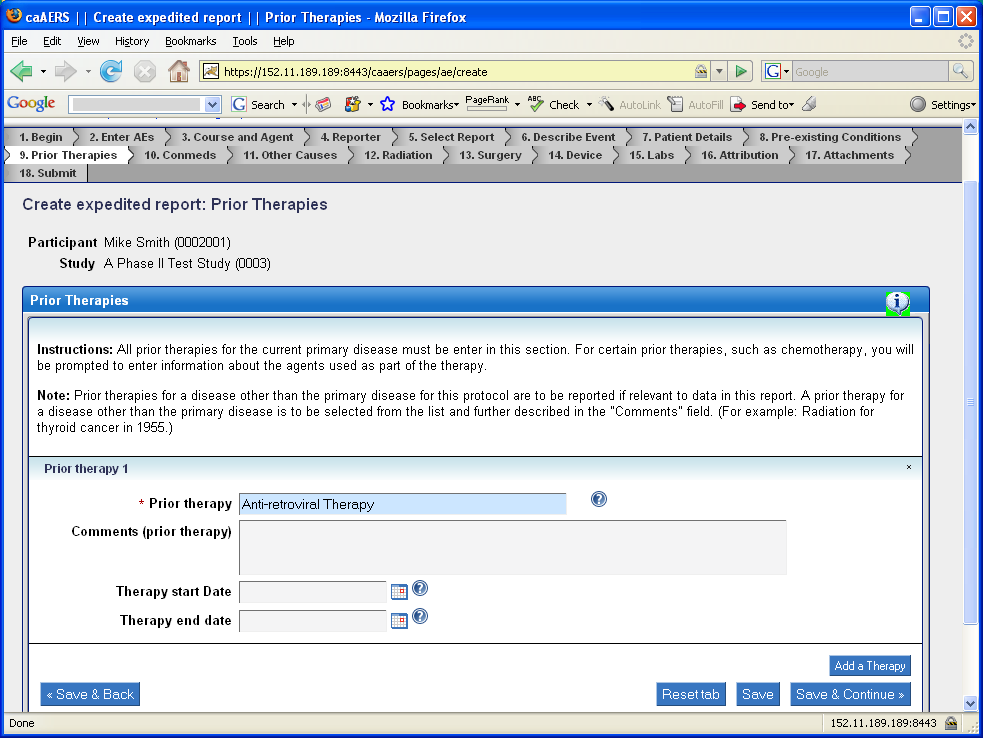 caAERS || Create expedited report || Prior Therapies - Mozilla Firefox
File Edit View History Bookmarks Tools Help
https://152.11.189.189:8443/caaers/pages/ae/create
G Google
Google G Search Bookmarks PageRank ABC Check AutoLink AutoFill Send to Settings
1. Begin 2. Enter AEs 3. Course and Agent 4. Reporter 5. Select Report 6. Describe Event 7. Patient Details 8. Pre-existing Conditions
9. Prior Therapies 10. Conmeds 11. Other Causes 12. Radiation 13. Surgery 14. Device 15. Labs 16. Attribution 17. Attachments
18. Submit
Create expedited report: Prior Therapies
Participant Mike Smith (0002001)
Study A Phase II Test Study (0003)
Prior Therapies
Instructions: All prior therapies for the current primary disease must be enter in this section. For certain prior therapies, such as chemotherapy, you will
be prompted to enter information about the agents used as part of the therapy.
Note: Prior therapies for a disease other than the primary disease for this protocol are to be reported if relevant to data in this report. A prior therapy for
a disease other than the primary disease is to be selected from the list and further described in the "Comments" field. (For example: Radiation for
thyroid cancer in 1955.)
Prior therapy 1 ×
* Prior therapy Anti-retroviral Therapy ?
Comments (prior therapy)
Therapy start Date ?
Therapy end date ?
Add a Therapy
« Save & Back Reset tab Save Save & Continue »
Done 152.11.189.189:8443